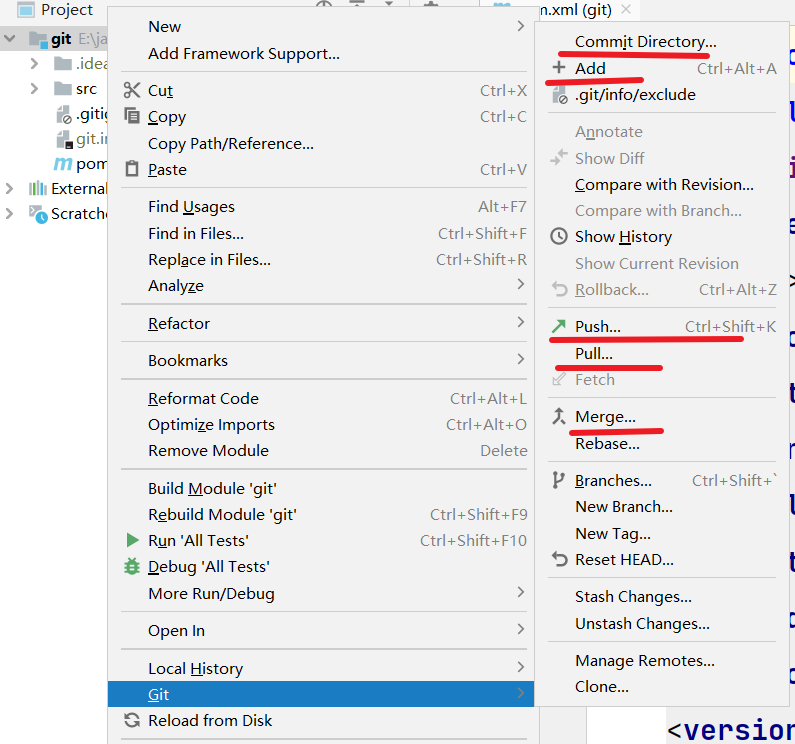 Project
git E:\ja
.idea
src
.gitig
git.in
pom
External
Scratche
New
Add Framework Support...
Cut Ctrl+X
Copy Ctrl+C
Copy Path/Reference...
Paste Ctrl+V
Find Usages Alt+F7
Find in Files... Ctrl+Shift+F
Replace in Files... Ctrl+Shift+R
Analyze
Refactor
Bookmarks
Reformat Code Ctrl+Alt+L
Optimize Imports Ctrl+Alt+O
Remove Module Delete
Build Module 'git'
Rebuild Module 'git' Ctrl+Shift+F9
Run 'All Tests' Ctrl+Shift+F10
Debug 'All Tests'
More Run/Debug
Open In
Local History
Git
Reload from Disk
m.xml (git)
Commit Directory...
Add Ctrl+Alt+A
.git/info/exclude
Annotate
Show Diff
Compare with Revision...
Compare with Branch...
Show History
Show Current Revision
Rollback... Ctrl+Alt+Z
Push... Ctrl+Shift+K
Pull...
Fetch
Merge...
Rebase...
Branches... Ctrl+Shift+`
New Branch...
New Tag...
Reset HEAD...
Stash Changes...
Unstash Changes...
Manage Remotes...
Clone...
<version